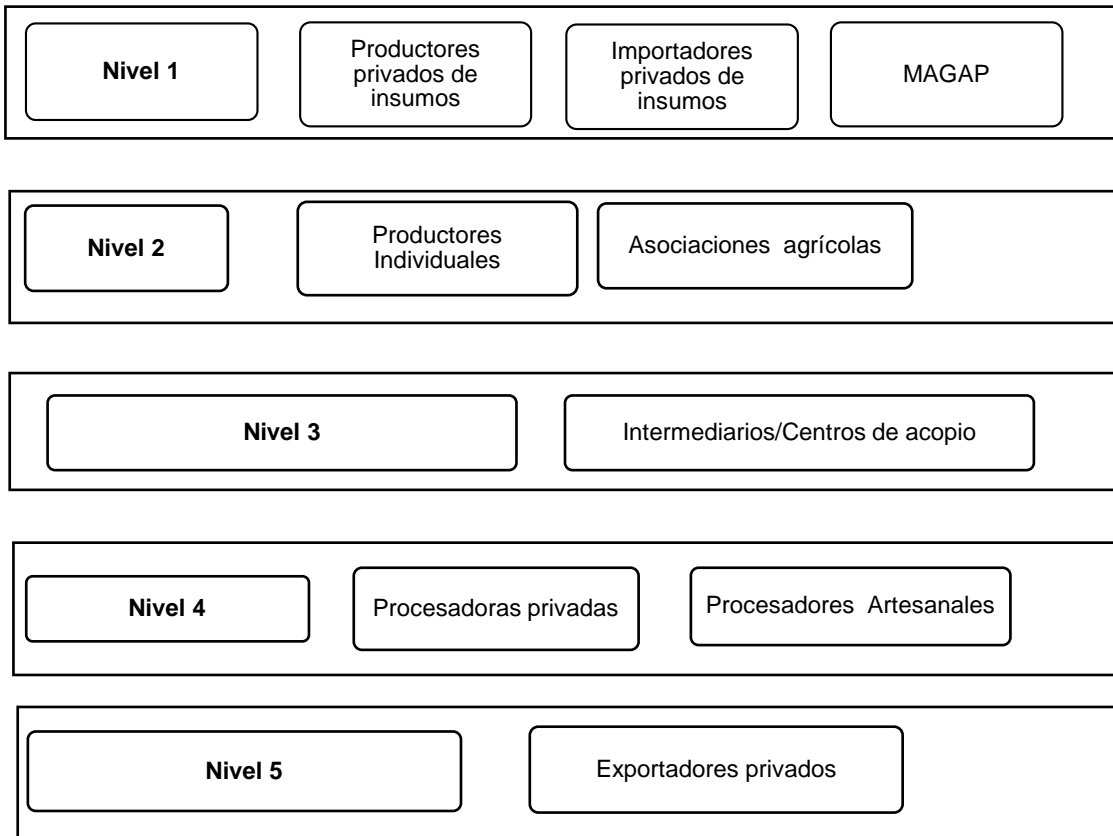 Nivel 1
Productores
privados de
insumos
Importadores
privados de
insumos
MAGAP
Nivel 2
Productores
Individuales
Asociaciones agrícolas
Nivel 3
Intermediarios/Centros de acopio
Nivel 4
Procesadoras privadas
Procesadores Artesanales
Nivel 5
Exportadores privados